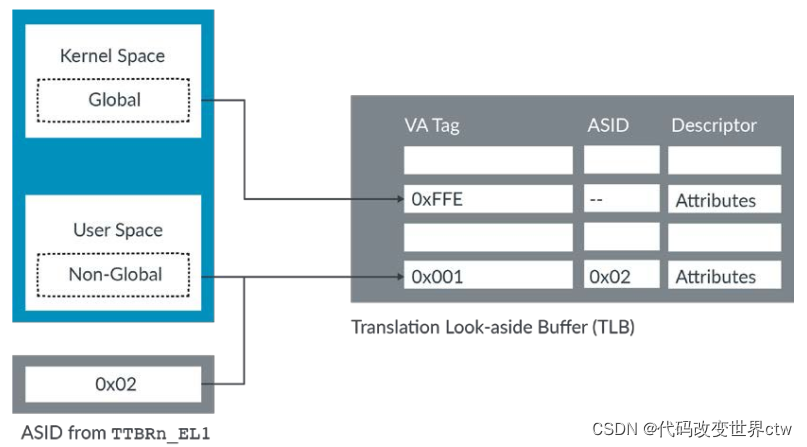 Kernel Space
Global
User Space
Non-Global
0x02
ASID from TTBRn_EL1
VA Tag ASID Descriptor
0xFFE -- Attributes
0x001 0x02 Attributes
Translation Look-aside Buffer (TLB)
CSDN @代码改变世界ctw